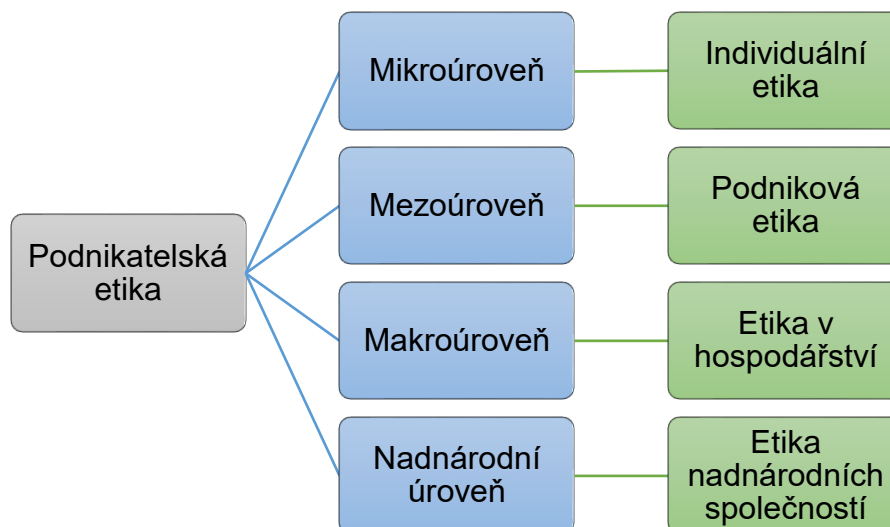 Podnikatelská
etika
Mikroúroveň
Individuální
etika
Mezoúroveň
Podniková
etika
Makroúroveň
Etika v
hospodářství
Nadnárodní
úroveň
Etika
nadnárodních
společností